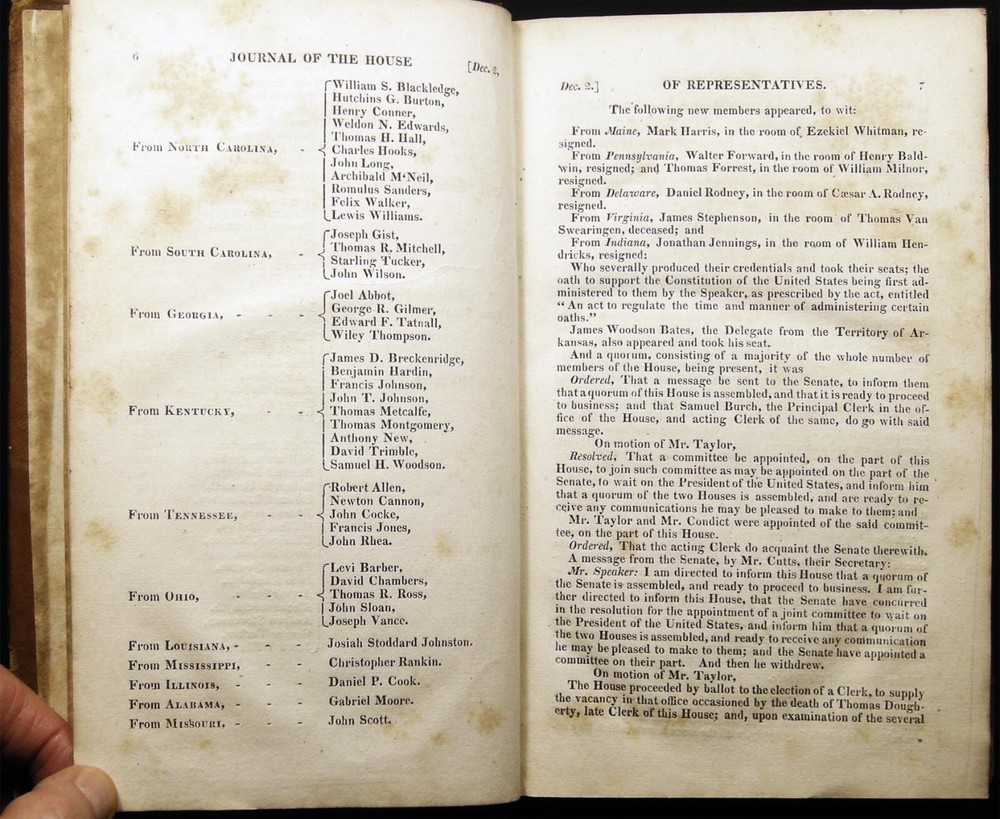 6 JOURNAL OF THE HOUSE [Dec. 2,
William S. Blackledge,
Hutchins G. Burton,
Henry Conner,
Weldon N. Edwards,
Thomas H. Hall,
From NORTH CAROLINA, - Charles Hooks,
John Long,
Archibald M'Neil,
Romulus Sanders,
Felix Walker,
Lewis Williams.
Joseph Gist,
From SOUTH CAROLINA, - Thomas R. Mitchell,
Starling Tucker,
John Wilson.
Joel Abbot,
From GEORGIA, - - - George R. Gilmer,
Edward F. Tatnall,
Wiley Thompson.
James D. Breckenridge,
Benjamin Hardin,
Francis Johnson,
John T. Johnson,
From KENTUCKY, - - Thomas Metcalfe,
Thomas Montgomery,
Anthony New,
David Trimble,
Samuel H. Woodson.
Robert Allen,
Newton Cannon,
From TENNESSEE, - - John Cocke,
Francis Jones,
John Rhea.
Levi Barber,
David Chambers,
From OHIO, - - - Thomas R. Ross,
John Sloan,
Joseph Vance.
From LOUISIANA, - - - Josiah Stoddard Johnston.
From MISSISSIPPI, - - Christopher Rankin.
From ILLINOIS, - - - Daniel P. Cook.
From ALABAMA, - - - Gabriel Moore.
From MISSOURI, - - - John Scott.
Dec. 2.] OF REPRESENTATIVES. 7
The following new members appeared, to wit:
From Maine, Mark Harris, in the room of Ezekiel Whitman, re-
signed.
From Pennsylvania, Walter Forward, in the room of Henry Bald-
win, resigned; and Thomas Forrest, in the room of William Milnor,
resigned.
From Delaware, Daniel Rodney, in the room of Cæsar A. Rodney,
resigned.
From Virginia, James Stephenson, in the room of Thomas Van
Swearingen, deceased; and
From Indiana, Jonathan Jennings, in the room of William Hen-
dricks, resigned:
Who severally produced their credentials and took their seats; the
oath to support the Constitution of the United States being first ad-
ministered to them by the Speaker, as prescribed by the act, entitled
"An act to regulate the time and manner of administering certain
oaths."
James Woodson Bates, the Delegate from the Territory of Ar-
kansas, also appeared and took his seat.
And a quorum, consisting of a majority of the whole number of
members of the House, being present, it was
Ordered, That a message be sent to the Senate, to inform them
that a quorum of this House is assembled, and that it is ready to proceed
to business; and that Samuel Burch, the Principal Clerk in the of-
fice of the House, and acting Clerk of the same, do go with said
message.
On motion of Mr. Taylor,
Resolved, That a committee be appointed, on the part of this
House, to join such committee as may be appointed on the part of the
Senate, to wait on the President of the United States, and inform him
that a quorum of the two Houses is assembled, and are ready to re-
ceive any communications he may be pleased to make to them; and
Mr. Taylor and Mr. Condict were appointed of the said commit-
tee, on the part of this House.
Ordered, That the acting Clerk do acquaint the Senate therewith.
A message from the Senate, by Mr. Cutts, their Secretary:
Mr. Speaker: I am directed to inform this House that a quorum of
the Senate is assembled, and ready to proceed to business. I am fur-
ther directed to inform this House, that the Senate have concurred
in the resolution for the appointment of a joint committee to wait on
the President of the United States, and inform him that a quorum of
the two Houses is assembled, and ready to receive any communication
he may be pleased to make to them; and the Senate have appointed a
committee on their part. And then he withdrew.
On motion of Mr. Taylor,
The House proceeded by ballot to the election of a Clerk, to supply
the vacancy in that office occasioned by the death of Thomas Dough-
erty, late Clerk of this House; and, upon examination of the several